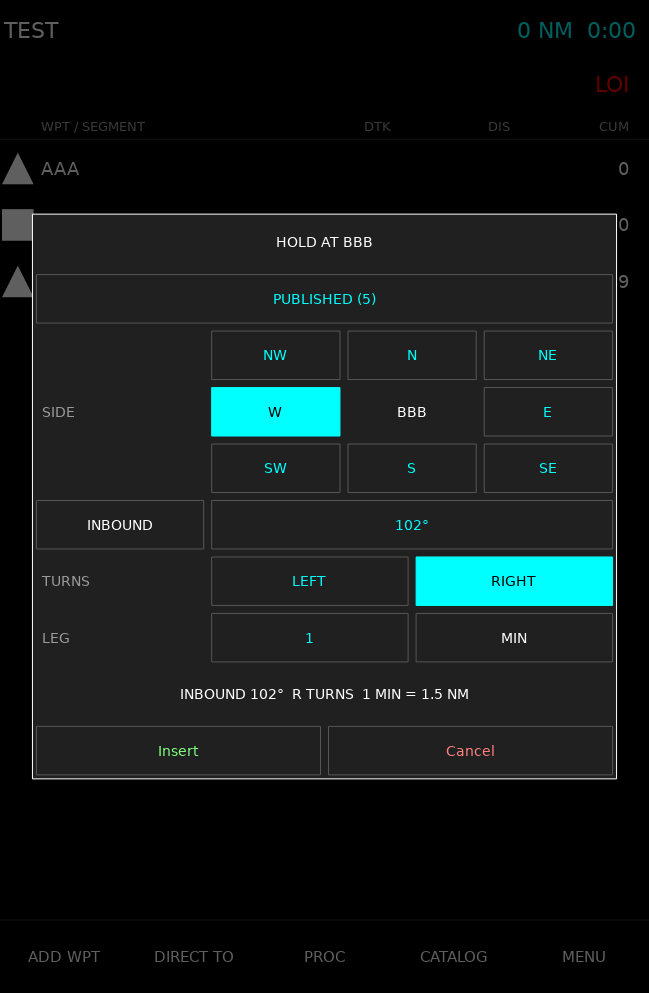 TEST 0 NM 0:00
LOI
WPT / SEGMENT DTK DIS CUM
AAA 0
0
9
HOLD AT BBB
PUBLISHED (5)
NW N NE
SIDE W BBB E
SW S SE
INBOUND 102°
TURNS LEFT RIGHT
LEG 1 MIN
INBOUND 102° R TURNS 1 MIN = 1.5 NM
Insert Cancel
ADD WPT DIRECT TO PROC CATALOG MENU